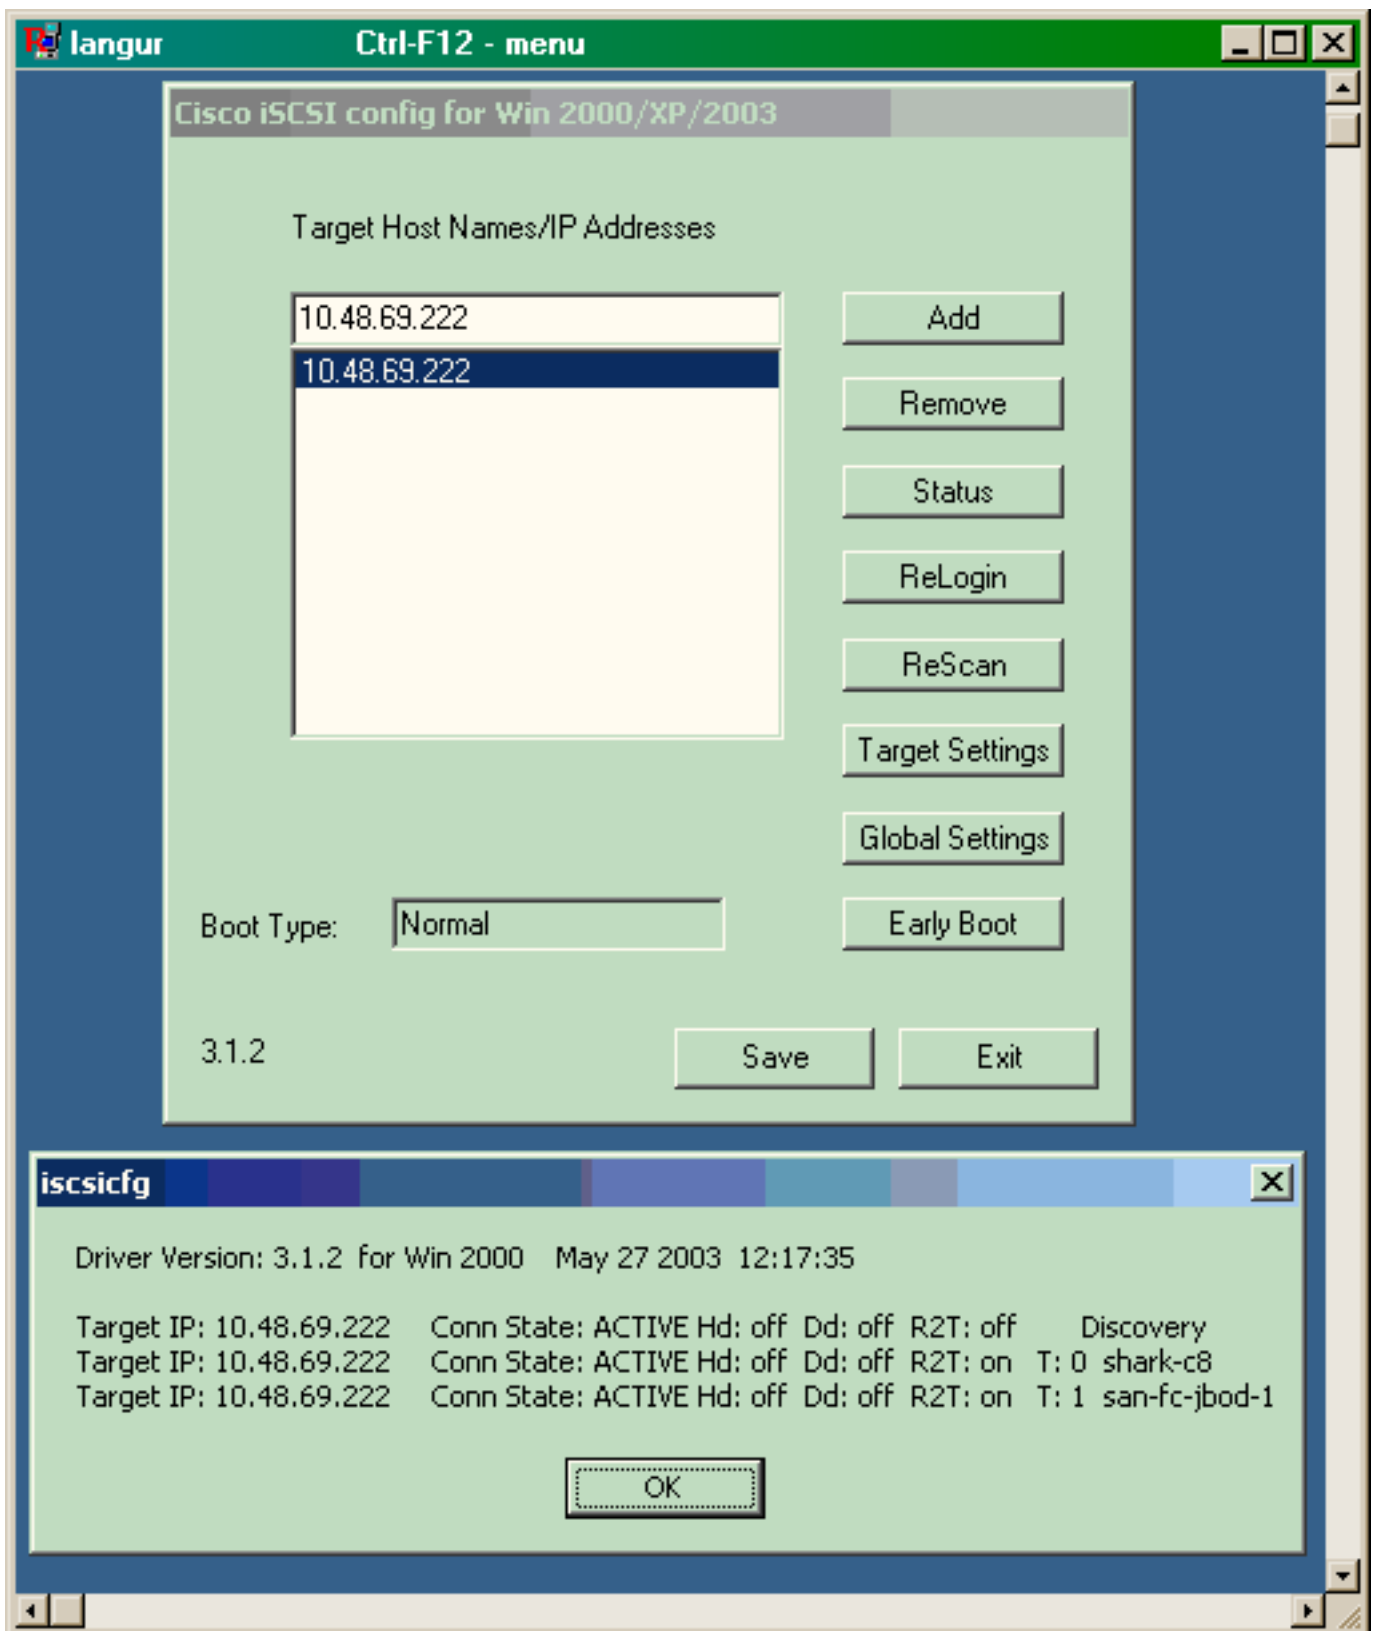 langur Ctrl-F12 - menu
Cisco iSCSI config for Win 2000/XP/2003
Target Host Names/IP Addresses
10.48.69.222
Add
10.48.69.222
Remove
Status
ReLogin
ReScan
Target Settings
Global Settings
Boot Type: Normal
Early Boot
3.1.2
Save
Exit
iscsicfg
Driver Version: 3.1.2 for Win 2000 May 27 2003 12:17:35
Target IP: 10.48.69.222 Conn State: ACTIVE Hd: off Dd: off R2T: off Discovery
Target IP: 10.48.69.222 Conn State: ACTIVE Hd: off Dd: off R2T: on T: 0 shark-c8
Target IP: 10.48.69.222 Conn State: ACTIVE Hd: off Dd: off R2T: on T: 1 san-fc-jbod-1
OK